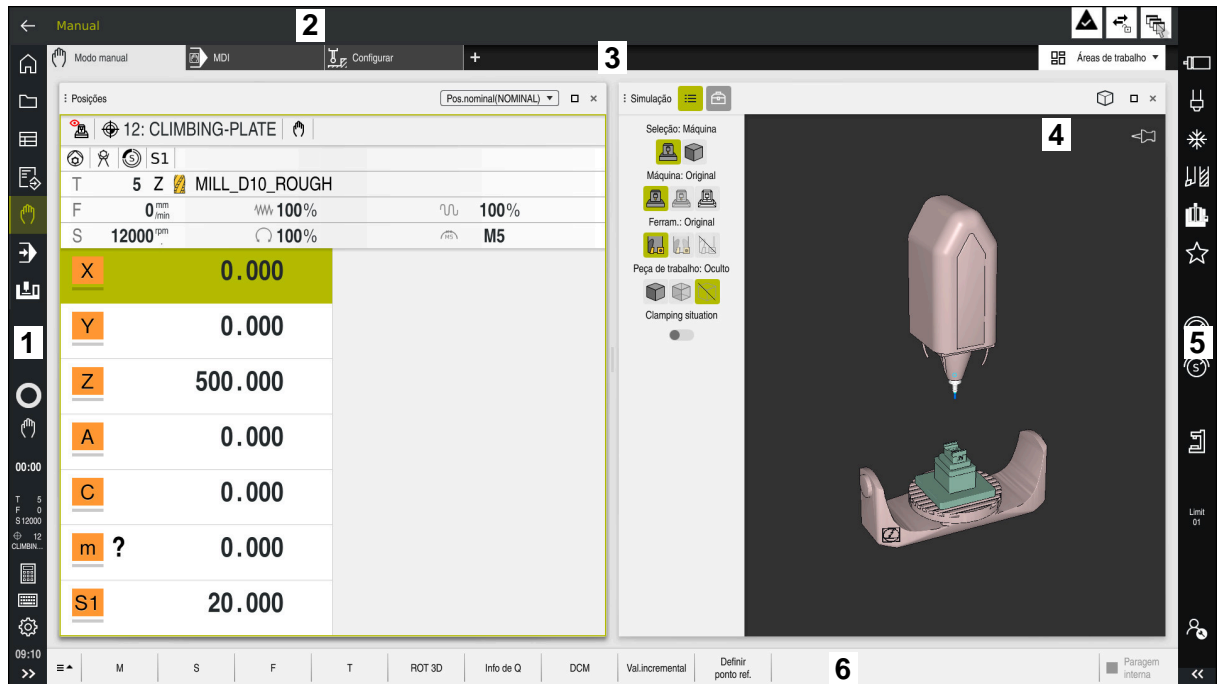 Manual
2
Modo manual
MDI
Configurar
+
3
Áreas de trabalho
Posições
Pos.nominal(NOMINAL)
12: CLIMBING-PLATE
S
S1
T 5 Z MILL_D10_ROUGH
F 0 mm/min 100% 100%
S 12000 rpm 100% M5 M5
X 0.000
Y 0.000
Z 500.000
A 0.000
C 0.000
m ? 0.000
S1 20.000
Simulação
Seleção: Máquina
Máquina: Original
Ferram.: Original
Peça de trabalho: Oculto
Clamping situation
4
1
00:00
T 5
F 0
S 12000
12
CLIMBIN...
09:10
5
S
Limit
01
M
S
F
T
ROT 3D
Info de Q
DCM
Val.incremental
Definir
ponto ref.
6
Paragem
interna